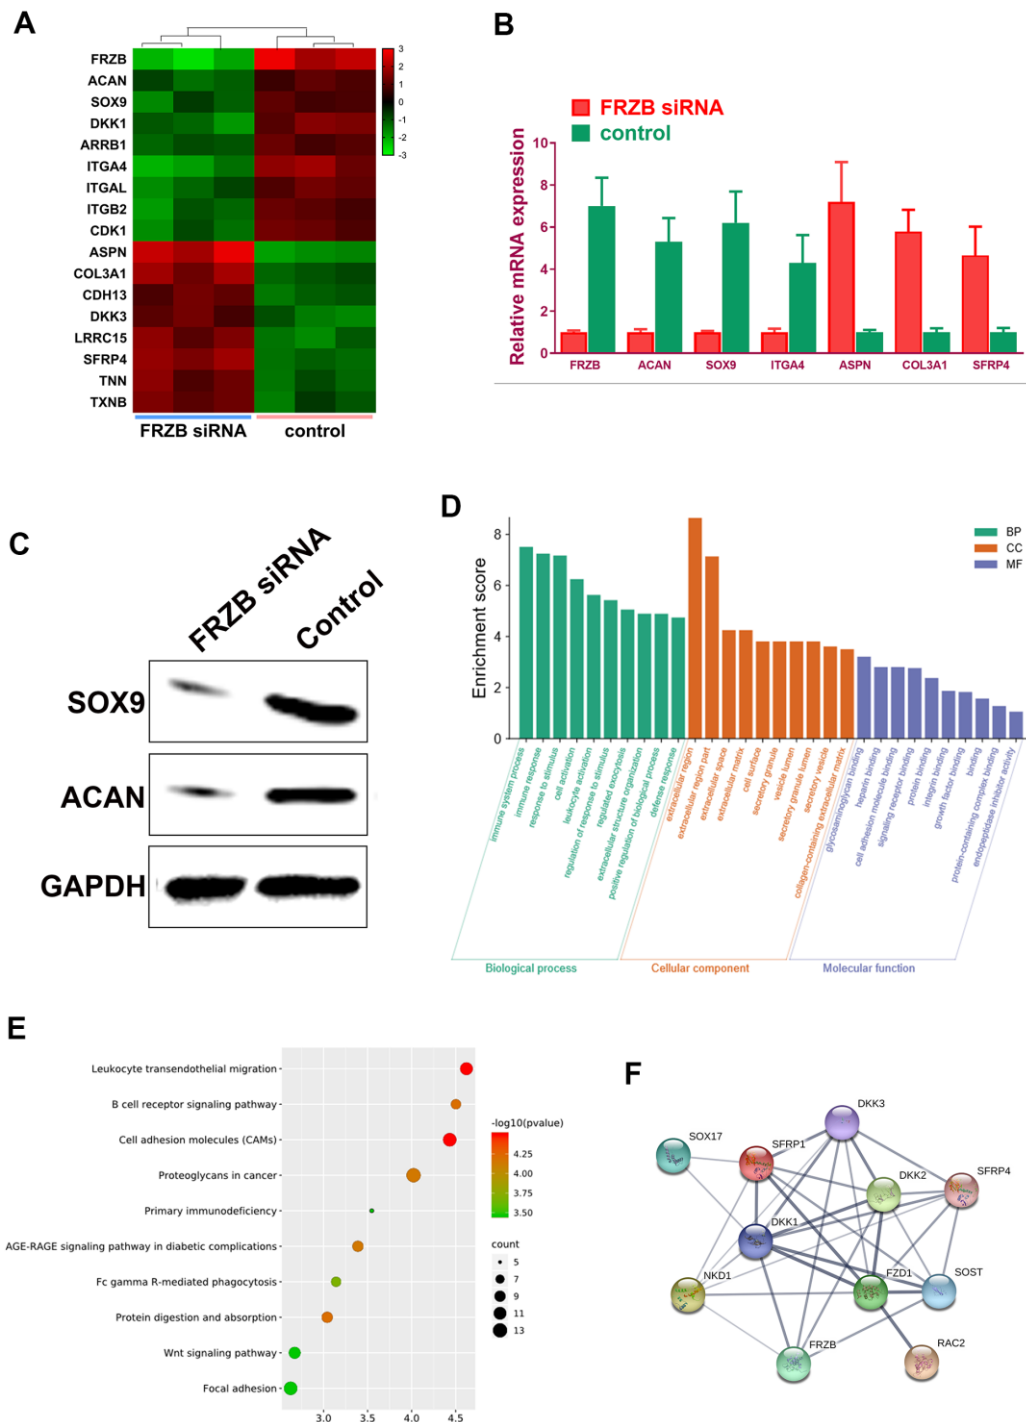 A
FRZB
ACAN
SOX9
DKK1
ARRB1
ITGA4
ITGAL
ITGB2
CDK1
ASPN
COL3A1
CDH13
DKK3
LRRC15
SFRP4
TNN
TXNB
3
2
1
0
-1
-2
-3
FRZB siRNA
control
B
FRZB siRNA
control
Relative mRNA expression
10
8
6
4
2
0
FRZB
ACAN
SOX9
ITGA4
ASPN
COL3A1
SFRP4
C
FRZB siRNA
Control
SOX9
ACAN
GAPDH
D
Enrichment score
8
6
4
2
0
BP
CC
MF
immune system process
immune response
response to stimulus
cell activation
leukocyte activation
regulation of response to stimulus
regulated exocytosis
extracellular structure organization
positive regulation of biological process
defense response
extracellular region
extracellular region part
extracellular space
extracellular matrix
cell surface
secretory granule
vesicle lumen
secretory granule lumen
secretory vesicle
collagen-containing extracellular matrix
glycosaminoglycan binding
heparin binding
cell adhesion molecule binding
signaling receptor binding
protein binding
integrin binding
growth factor binding
binding
protein-containing complex binding
endopeptidase inhibitor activity
Biological process
Cellular component
Molecular function
E
Leukocyte transendothelial migration
B cell receptor signaling pathway
Cell adhesion molecules (CAMs)
Proteoglycans in cancer
Primary immunodeficiency
AGE-RAGE signaling pathway in diabetic complications
Fc gamma R-mediated phagocytosis
Protein digestion and absorption
Wnt signaling pathway
Focal adhesion
3.0
3.5
4.0
4.5
-log10(pvalue)
4.25
4.00
3.75
3.50
count
5
7
9
11
13
F
DKK3
SOX17
SFRP1
DKK2
SFRP4
DKK1
NKD1
FZD1
SOST
FRZB
RAC2